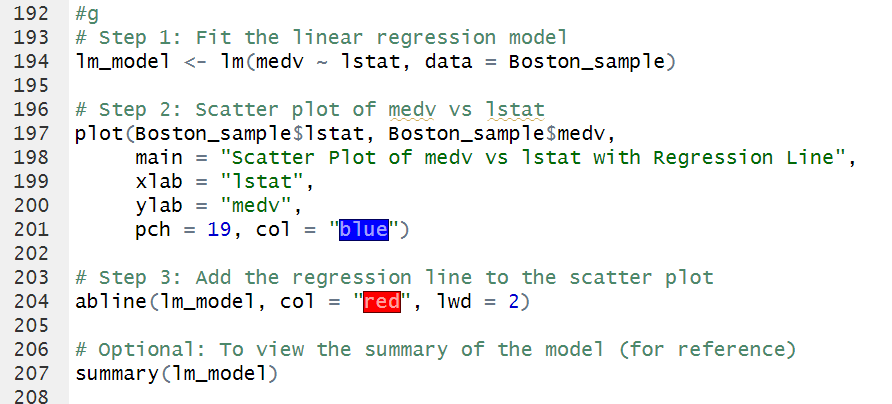 192 #g
193 # Step 1: Fit the linear regression model
194 lm_model <- lm(medv ~ lstat, data = Boston_sample)
195
196 # Step 2: Scatter plot of medv vs lstat
197 plot(Boston_sample$lstat, Boston_sample$medv,
198      main = "Scatter Plot of medv vs lstat with Regression Line",
199      xlab = "lstat",
200      ylab = "medv",
201      pch = 19, col = "blue")
202
203 # Step 3: Add the regression line to the scatter plot
204 abline(lm_model, col = "red", lwd = 2)
205
206 # Optional: To view the summary of the model (for reference)
207 summary(lm_model)
208